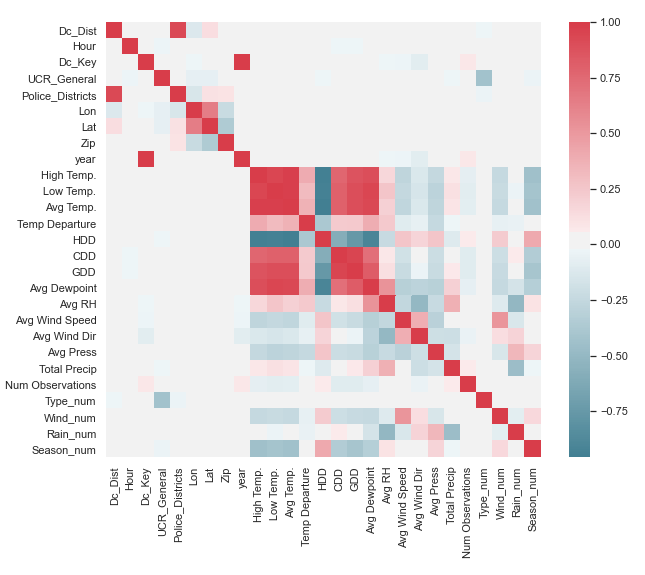 Dc_Dist
Hour
Dc_Key
UCR_General
Police_Districts
Lon
Lat
Zip
year
High Temp.
Low Temp.
Avg Temp.
Temp Departure
HDD
CDD
GDD
Avg Dewpoint
Avg RH
Avg Wind Speed
Avg Wind Dir
Avg Press
Total Precip
Num Observations
Type_num
Wind_num
Rain_num
Season_num
Dc_Dist
Hour
Dc_Key
UCR_General
Police_Districts
Lon
Lat
Zip
year
High Temp.
Low Temp.
Avg Temp.
Temp Departure
HDD
CDD
GDD
Avg Dewpoint
Avg RH
Avg Wind Speed
Avg Wind Dir
Avg Press
Total Precip
Num Observations
Type_num
Wind_num
Rain_num
Season_num
1.00
0.75
0.50
0.25
0.00
−0.25
−0.50
−0.75